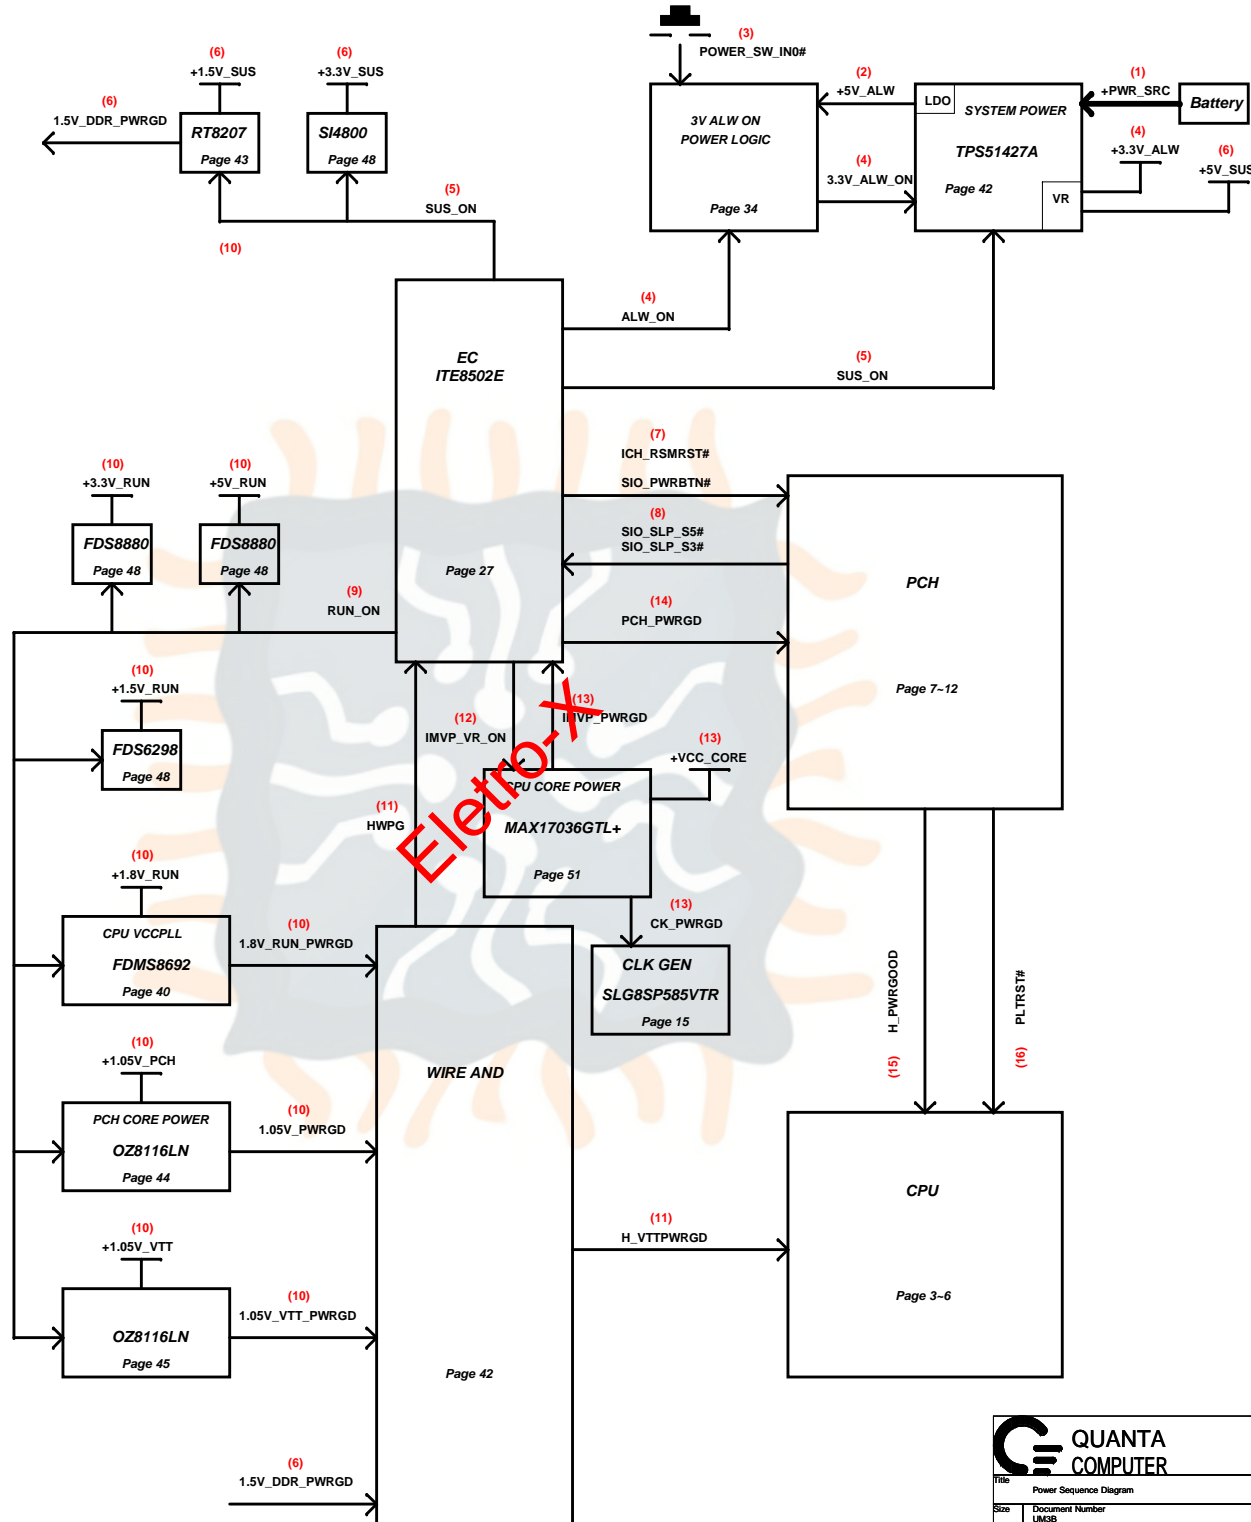 (3)
POWER_SW_IN0#
(6)
+1.5V_SUS
(6)
+3.3V_SUS
(6)
1.5V_DDR_PWRGD
RT8207
Page 43
SI4800
Page 48
(5)
SUS_ON
(10)
3V ALW ON
POWER LOGIC
Page 34
(2)
+5V_ALW
(4)
3.3V_ALW_ON
LDO
SYSTEM POWER
TPS51427A
Page 42
VR
(1)
+PWR_SRC
Battery
(4)
+3.3V_ALW
(6)
+5V_SUS
(4)
ALW_ON
(5)
SUS_ON
EC
ITE8502E
Page 27
(7)
ICH_RSMRST#
SIO_PWRBTN#
(8)
SIO_SLP_S5#
SIO_SLP_S3#
(14)
PCH_PWRGD
PCH
Page 7~12
(10)
+3.3V_RUN
(10)
+5V_RUN
FDS8880
Page 48
FDS8880
Page 48
(9)
RUN_ON
(10)
+1.5V_RUN
FDS6298
Page 48
(12)
IMVP_VR_ON
(13)
IMVP_PWRGD
(13)
+VCC_CORE
(11)
HWPG
CPU CORE POWER
MAX17036GTL+
Page 51
Eletro-X
(13)
CK_PWRGD
CLK GEN
SLG8SP585VTR
Page 15
(10)
+1.8V_RUN
CPU VCCPLL
FDMS8692
Page 40
(10)
1.8V_RUN_PWRGD
(10)
+1.05V_PCH
PCH CORE POWER
OZ8116LN
Page 44
(10)
1.05V_PWRGD
(10)
+1.05V_VTT
OZ8116LN
Page 45
(10)
1.05V_VTT_PWRGD
(6)
1.5V_DDR_PWRGD
WIRE AND
Page 42
(11)
H_VTTPWRGD
H_PWRGOOD
(15)
PLTRST#
(16)
CPU
Page 3~6
QUANTA
COMPUTER
Title
Power Sequence Diagram
Size
Document Number
UM3B